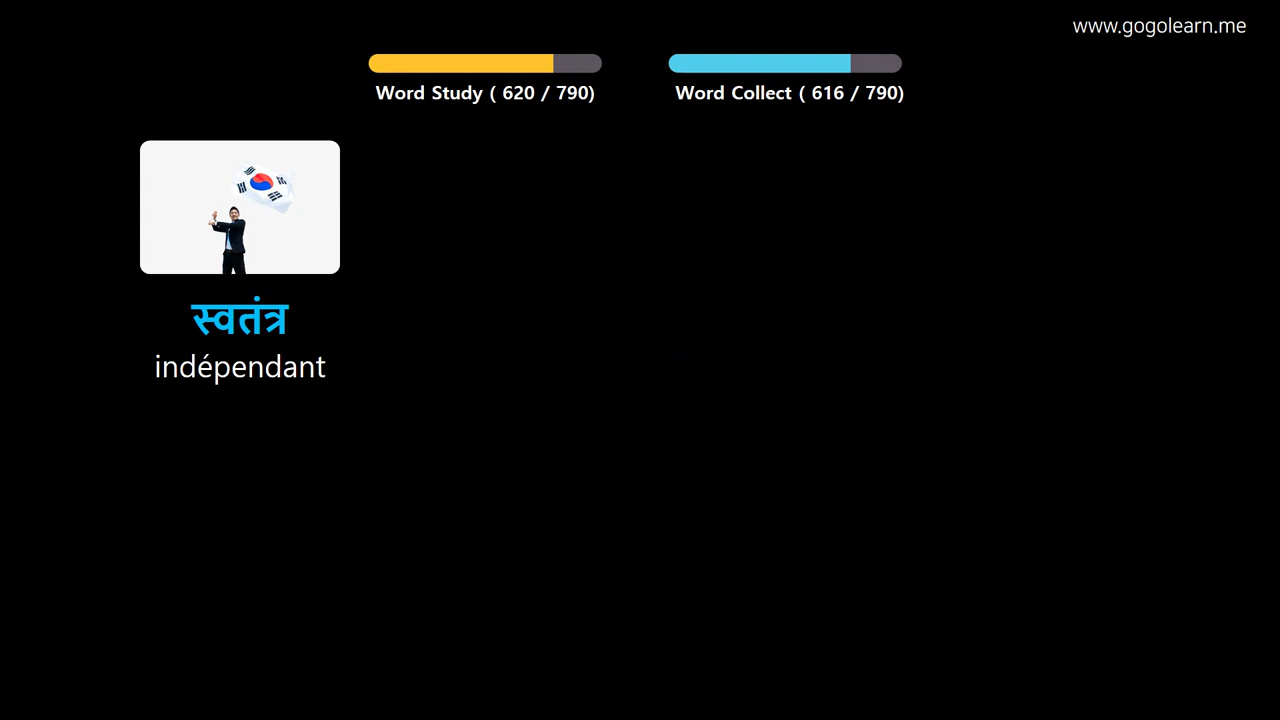 www.gogolearn.me
Word Study ( 620 / 790)
Word Collect ( 616 / 790)
स्वतंत्र
indépendant